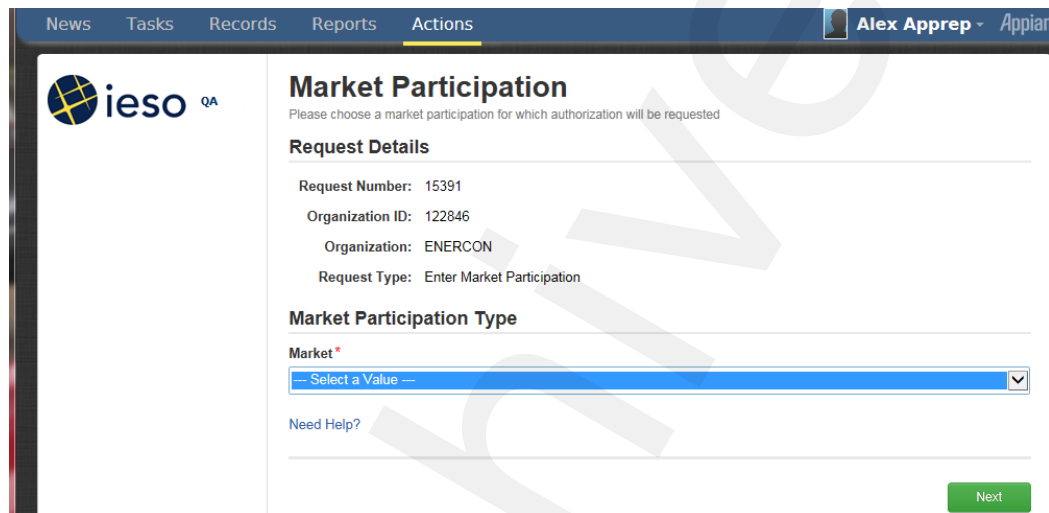 News Tasks Records Reports Actions Alex Apprep Appian
ieso QA
Market Participation
Please choose a market participation for which authorization will be requested
Request Details
Request Number: 15391
Organization ID: 122846
Organization: ENERCON
Request Type: Enter Market Participation
Market Participation Type
Market *
--- Select a Value ---
Need Help?
Next